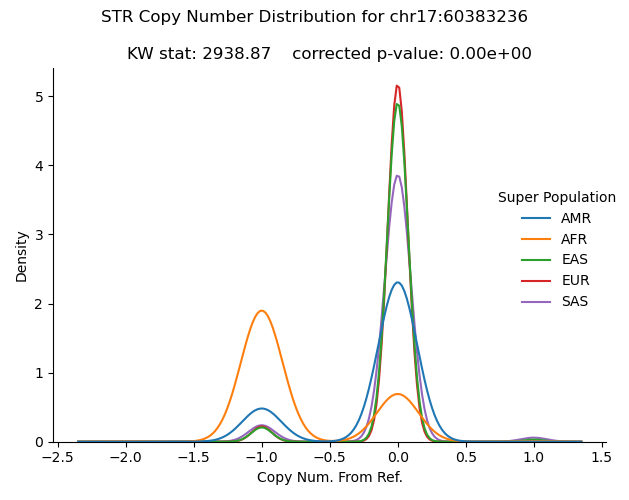 STR Copy Number Distribution for chr17:60383236
KW stat: 2938.87    corrected p-value: 0.00e+00
Density
5
4
3
2
1
0
−2.5 −2.0 −1.5 −1.0 −0.5 0.0 0.5 1.0 1.5
Copy Num. From Ref.
Super Population
AMR
AFR
EAS
EUR
SAS